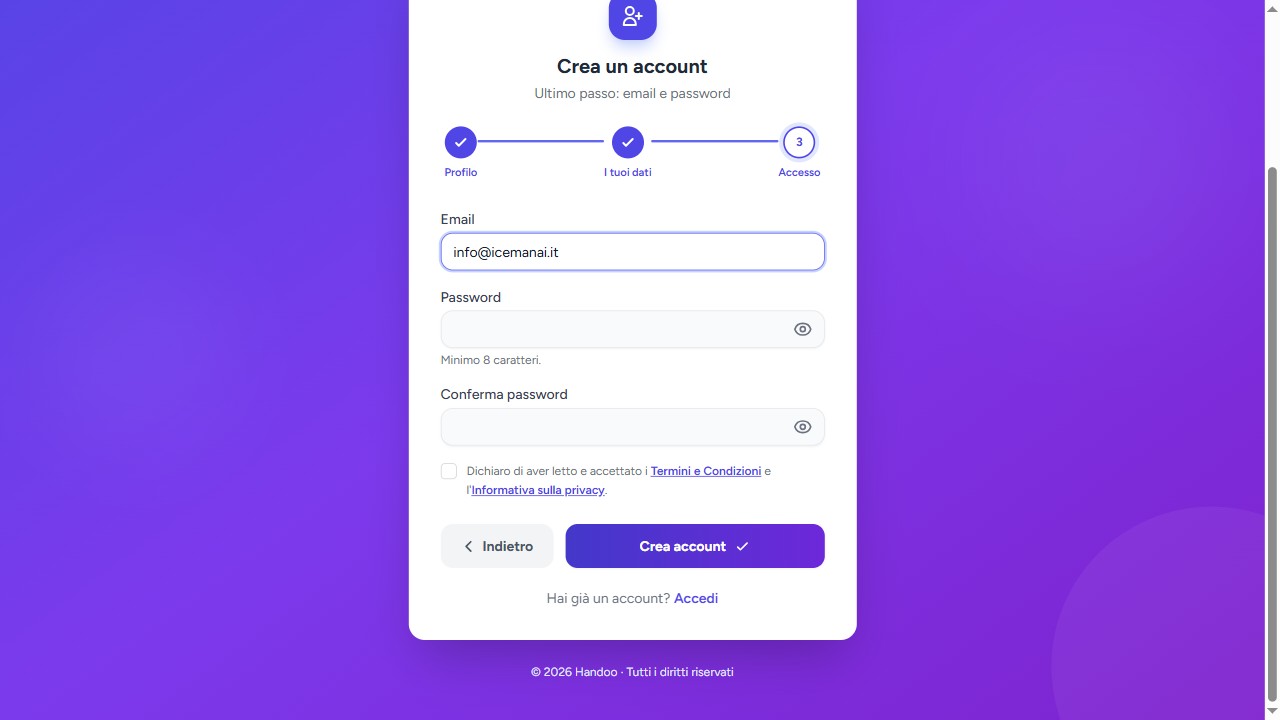 Crea un account
Ultimo passo: email e password
3
Profilo
I tuoi dati
Accesso
Email
info@icemanai.it
Password
Minimo 8 caratteri.
Conferma password
Dichiaro di aver letto e accettato i Termini e Condizioni e
l'Informativa sulla privacy.
Indietro
Crea account
Hai già un account? Accedi
© 2026 Handoo · Tutti i diritti riservati